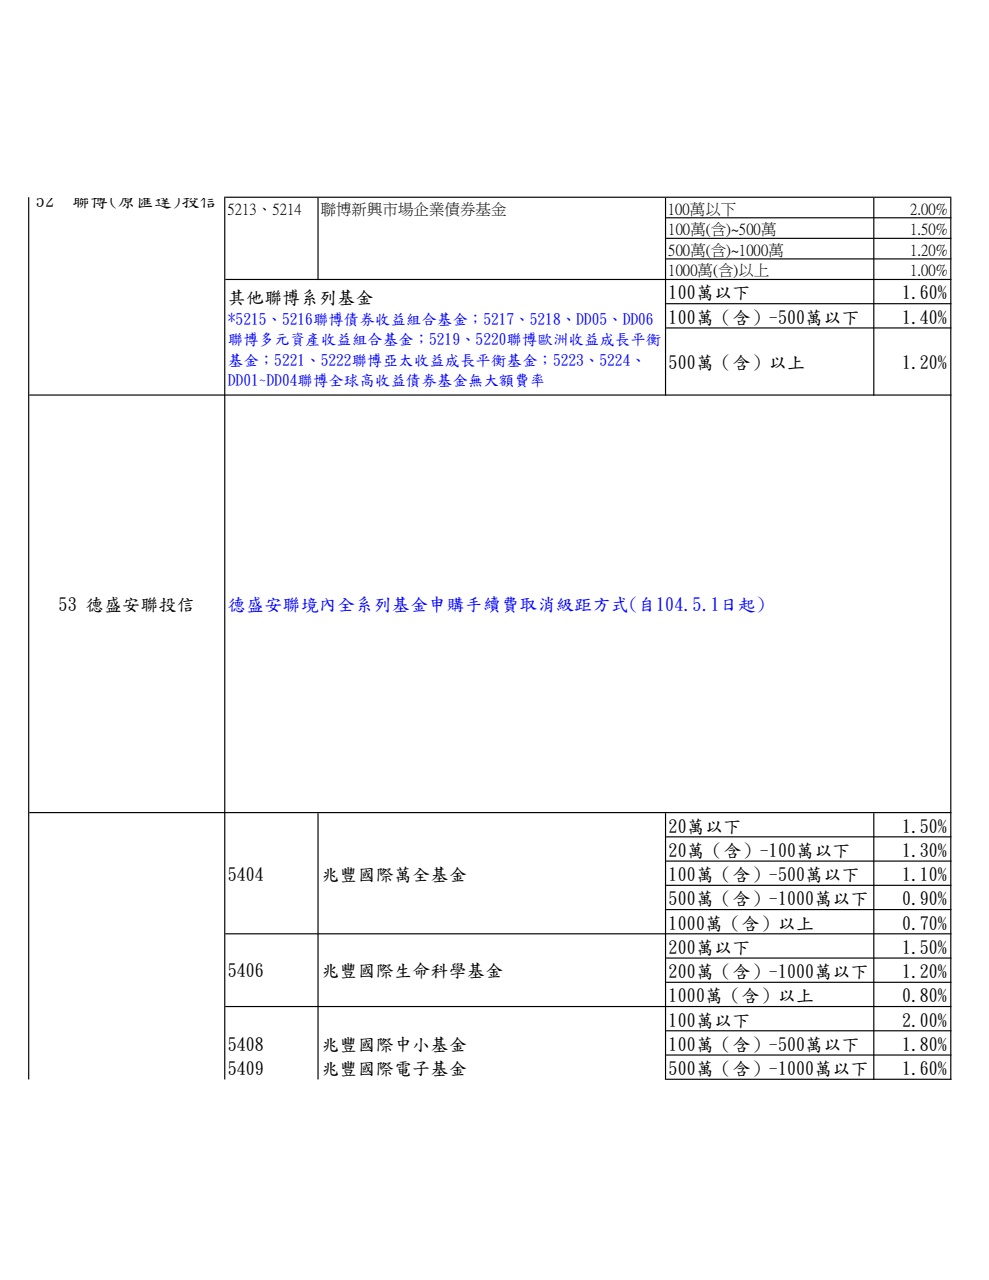 52 聯博(原匯達)投信
5213、5214 聯博新興市場企業債券基金 100萬以下 2.00%
100萬(含)~500萬 1.50%
500萬(含)~1000萬 1.20%
1000萬(含)以上 1.00%
其他聯博系列基金 100萬以下 1.60%
*5215、5216聯博債券收益組合基金；5217、5218、DD05、DD06 100萬（含）-500萬以下 1.40%
聯博多元資產收益組合基金；5219、5220聯博歐洲收益成長平衡
基金；5221、5222聯博亞太收益成長平衡基金；5223、5224、 500萬（含）以上 1.20%
DD01~DD04聯博全球高收益債券基金無大額費率
53 德盛安聯投信 德盛安聯境內全系列基金申購手續費取消級距方式(自104.5.1日起)
20萬以下 1.50%
20萬（含）-100萬以下 1.30%
5404 兆豐國際萬全基金 100萬（含）-500萬以下 1.10%
500萬（含）-1000萬以下 0.90%
1000萬（含）以上 0.70%
200萬以下 1.50%
5406 兆豐國際生命科學基金 200萬（含）-1000萬以下 1.20%
1000萬（含）以上 0.80%
100萬以下 2.00%
5408 兆豐國際中小基金 100萬（含）-500萬以下 1.80%
5409 兆豐國際電子基金 500萬（含）-1000萬以下 1.60%